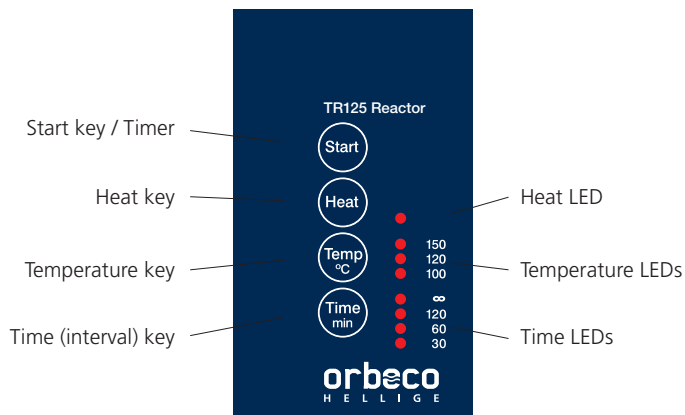 TR125 Reactor
Start key / Timer
Start
Heat key
Heat
Heat LED
Temperature key
Temp
ºC
150
120
100
Temperature LEDs
Time (interval) key
Time
min
∞
120
60
30
Time LEDs
orbeco
HELLIGE